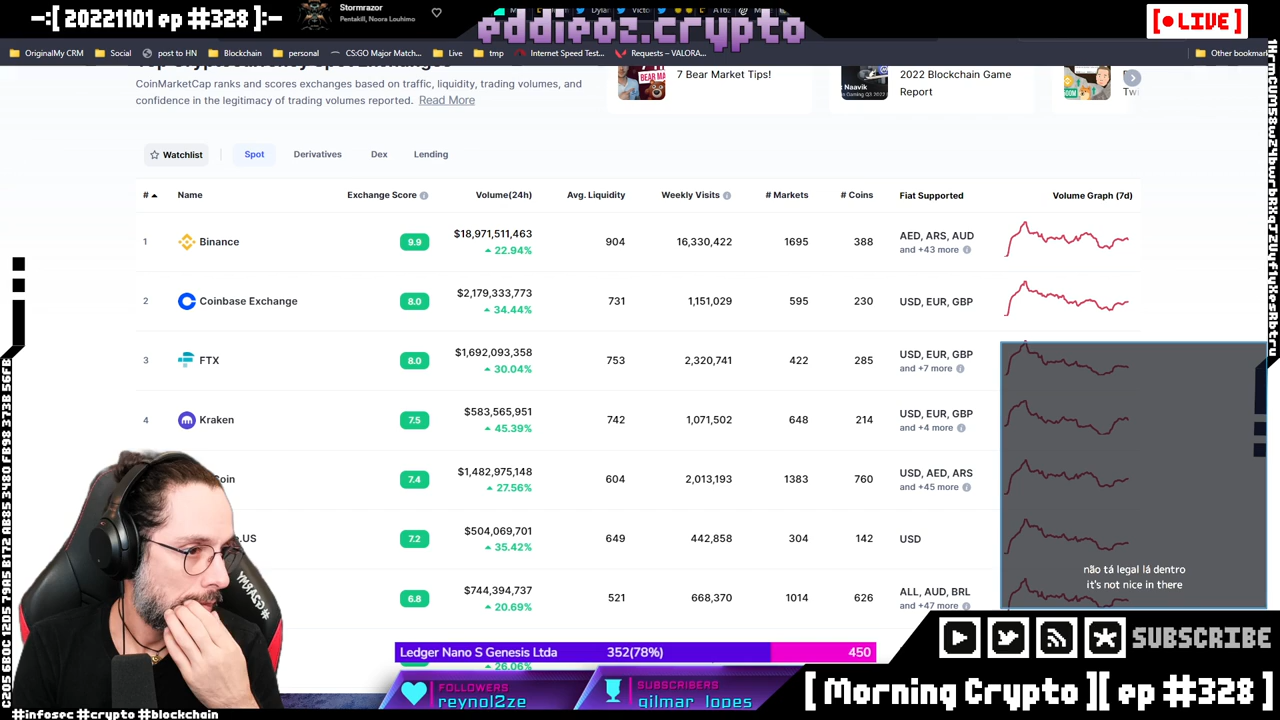 -:[ 20221101 ep #328 ]:-
Stormrazor
Pentakill, Noora Louhimo
eddieoz.crypto
[ LIVE ]
OriginalMy CRM
Social
post to HN
Blockchain
personal
CS:GO Major Match...
Live
tmp
Internet Speed Test...
Requests – VALORA...
Other bookmar
CoinMarketCap ranks and scores exchanges based on traffic, liquidity, trading volumes, and
confidence in the legitimacy of trading volumes reported. Read More
7 Bear Market Tips!
2022 Blockchain Game
Report
Watchlist
Spot
Derivatives
Dex
Lending
# Name Exchange Score Volume(24h) Avg. Liquidity Weekly Visits # Markets # Coins Fiat Supported Volume Graph (7d)
1 Binance 9.9 $18,971,511,463 904 16,330,422 1695 388 AED, ARS, AUD
22.94% and +43 more
2 Coinbase Exchange 8.0 $2,179,333,773 731 1,151,029 595 230 USD, EUR, GBP
34.44%
3 FTX 8.0 $1,692,093,358 753 2,320,741 422 285 USD, EUR, GBP
30.04% and +7 more
4 Kraken 7.5 $583,565,951 742 1,071,502 648 214 USD, EUR, GBP
45.39% and +4 more
oin 7.4 $1,482,975,148 604 2,013,193 1383 760 USD, AED, ARS
27.56% and +45 more
.US 7.2 $504,069,701 649 442,858 304 142 USD
35.42%
6.8 $744,394,737 521 668,370 1014 626 ALL, AUD, BRL
20.69% and +47 more
26.06%
não tá legal lá dentro
it's not nice in there
Ledger Nano S Genesis Ltda 352(78%) 450
SUBSCRIBE
FOLLOWERS
reynol2ze
SUBSCRIBERS
gilmar_lopes
[ Morning Crypto ][ ep #328 ]
#infosec #crypto #blockchain